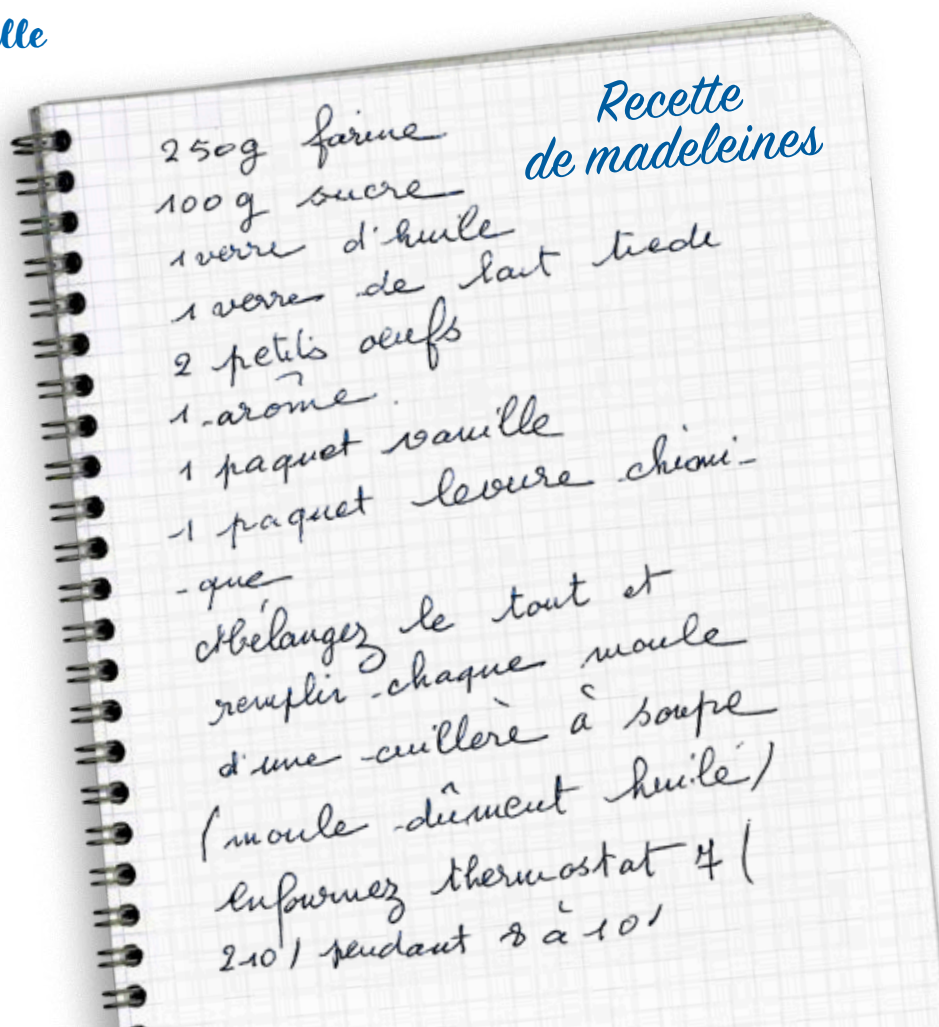 lle
Recette
de madeleines
250g farine
100g sucre
1 verre d'huile
1 verre de lait tiede
2 petits oeufs
1 arôme.
1 paquet vanille
1 paquet levure chimi-
-que
Mélangez le tout et
remplir chaque moule
d'une cuillerè à soupe
(moule dûment huilé)
Enfournez thermostat 7 (
210) pendant 8 à 10'